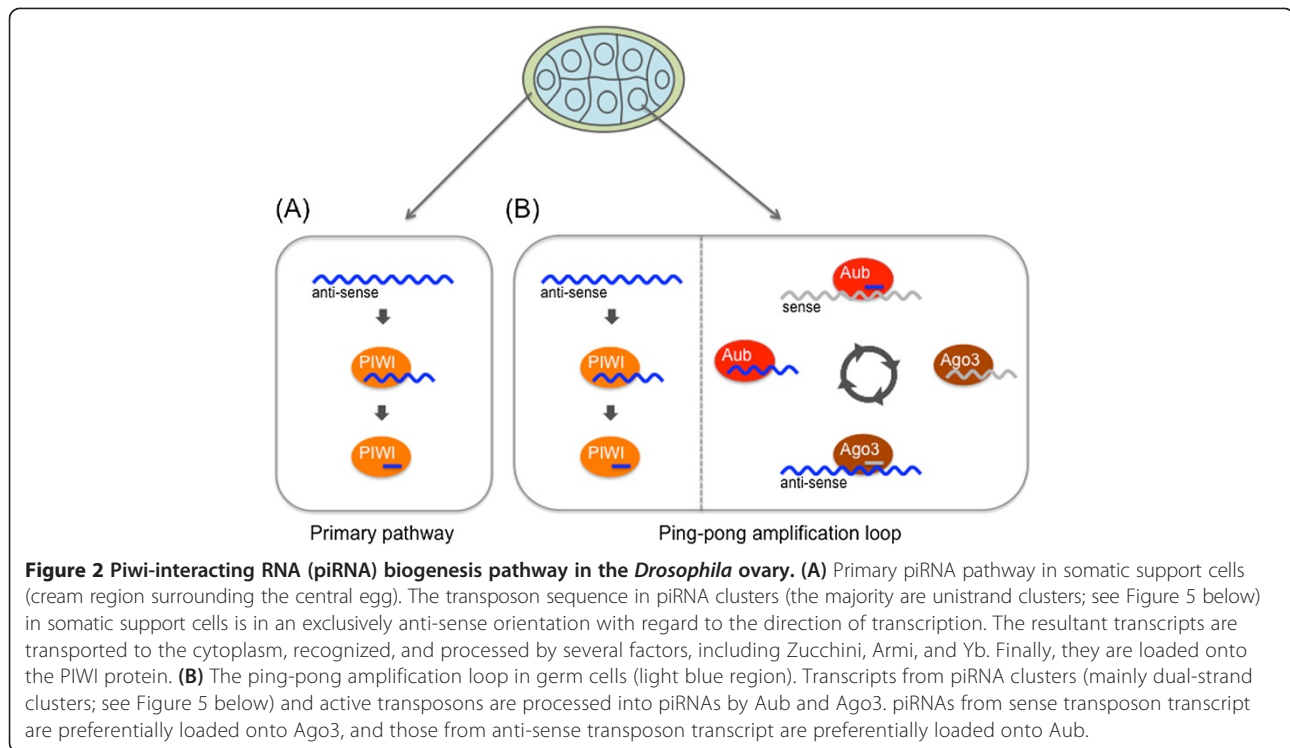 (A)
(B)
anti-sense
PIWI
PIWI
Primary pathway
anti-sense
PIWI
PIWI
Aub
sense
Aub
Ago3
Ago3
anti-sense
Ping-pong amplification loop
Figure 2 Piwi-interacting RNA (piRNA) biogenesis pathway in the Drosophila ovary. (A) Primary piRNA pathway in somatic support cells
(cream region surrounding the central egg). The transposon sequence in piRNA clusters (the majority are unistrand clusters; see Figure 5 below)
in somatic support cells is in an exclusively anti-sense orientation with regard to the direction of transcription. The resultant transcripts are
transported to the cytoplasm, recognized, and processed by several factors, including Zucchini, Armi, and Yb. Finally, they are loaded onto
the PIWI protein. (B) The ping-pong amplification loop in germ cells (light blue region). Transcripts from piRNA clusters (mainly dual-strand
clusters; see Figure 5 below) and active transposons are processed into piRNAs by Aub and Ago3. piRNAs from sense transposon transcript
are preferentially loaded onto Ago3, and those from anti-sense transposon transcript are preferentially loaded onto Aub.